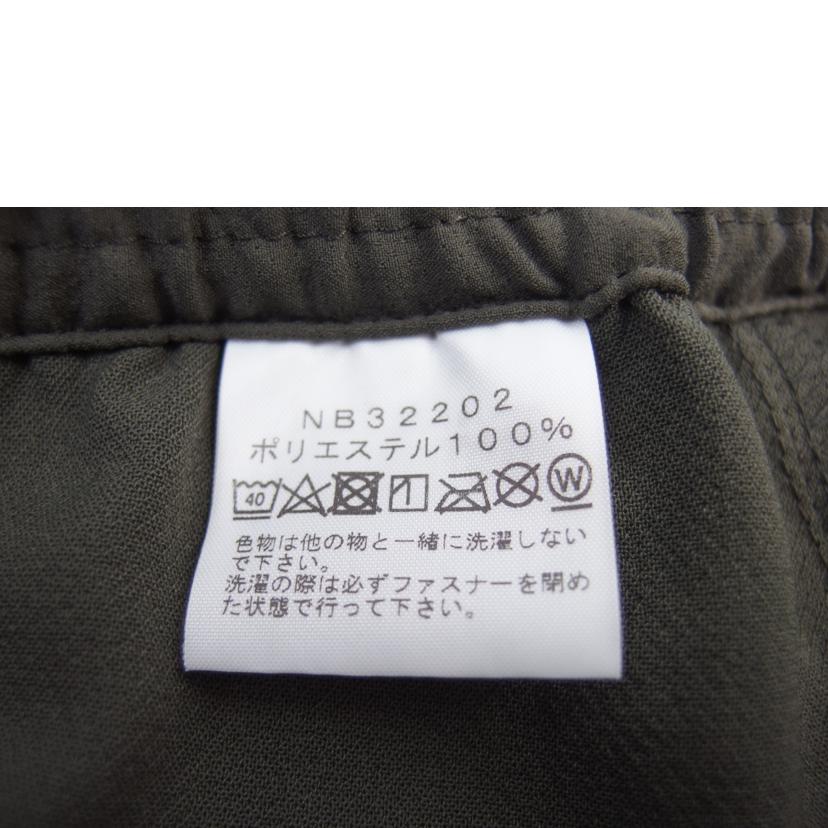 NB32202
ポリエステル100%
40 W
色物は他の物と一緒に洗濯しない
で下さい。
洗濯の際は必ずファスナーを閉め
た状態で行って下さい。